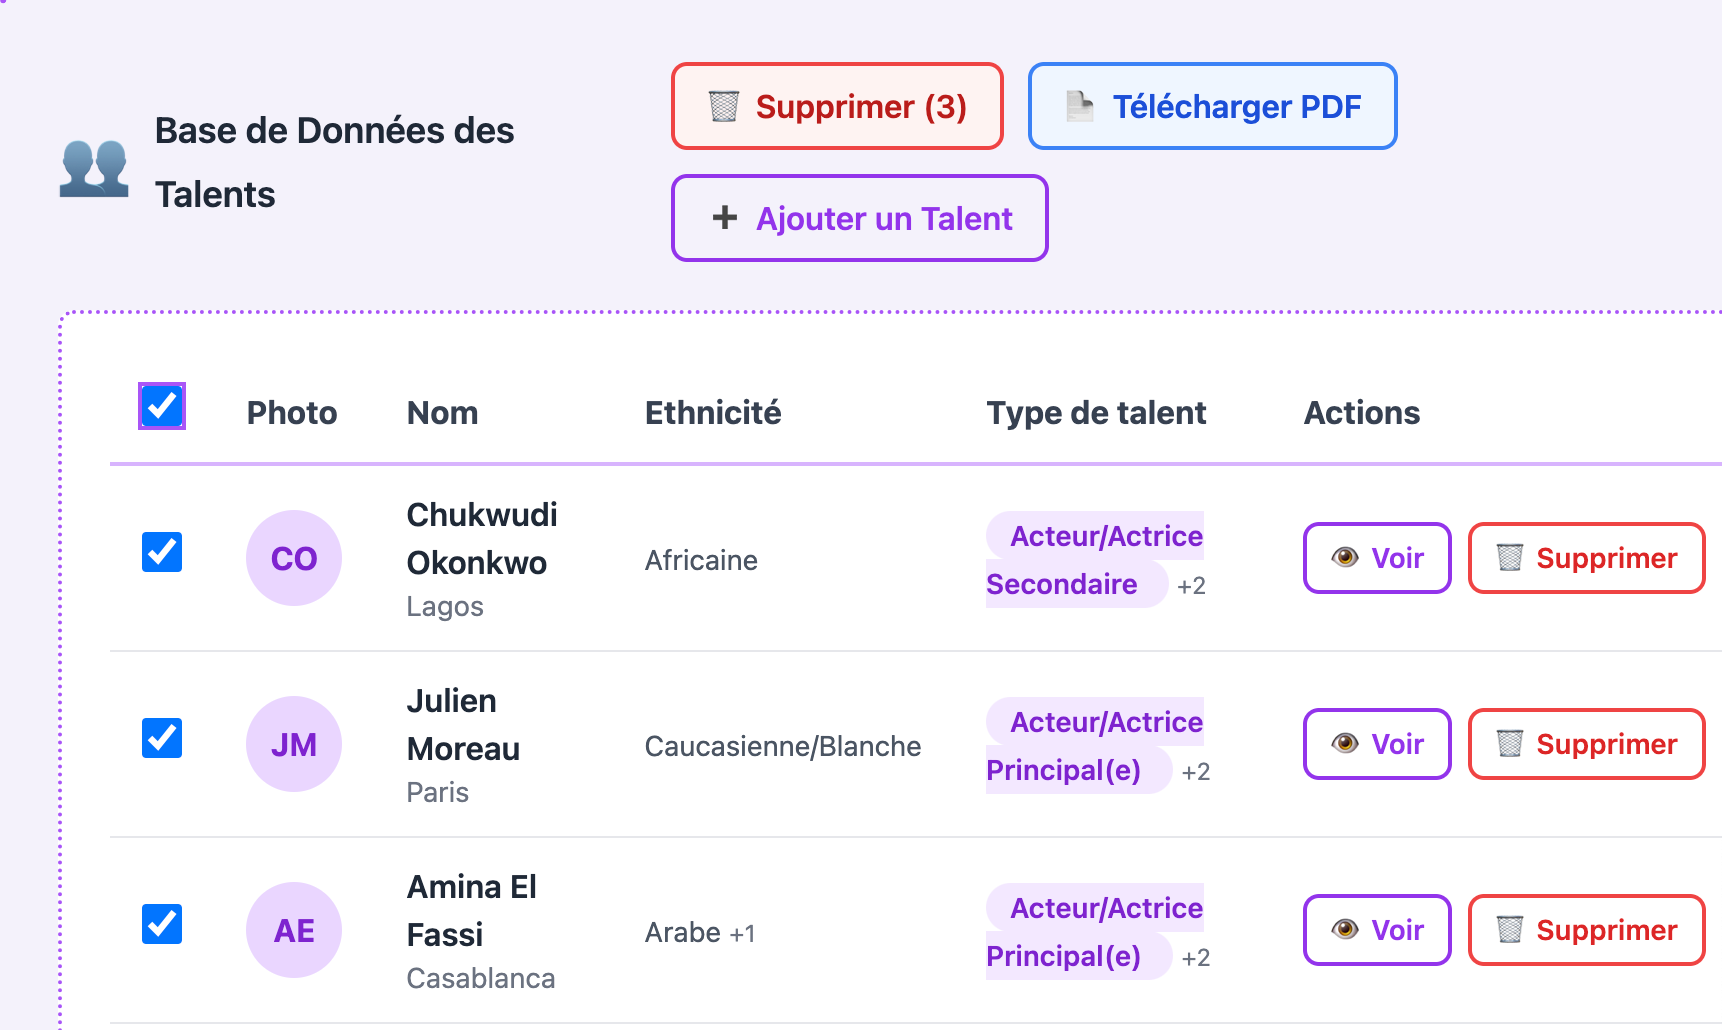 Base de Données des
Talents
Supprimer (3)
Télécharger PDF
Ajouter un Talent
Photo Nom Ethnicité Type de talent Actions
CO
Chukwudi
Okonkwo
Lagos
Africaine
Acteur/Actrice
Secondaire +2
Voir
Supprimer
JM
Julien
Moreau
Paris
Caucasienne/Blanche
Acteur/Actrice
Principal(e) +2
Voir
Supprimer
AE
Amina El
Fassi
Casablanca
Arabe +1
Acteur/Actrice
Principal(e) +2
Voir
Supprimer